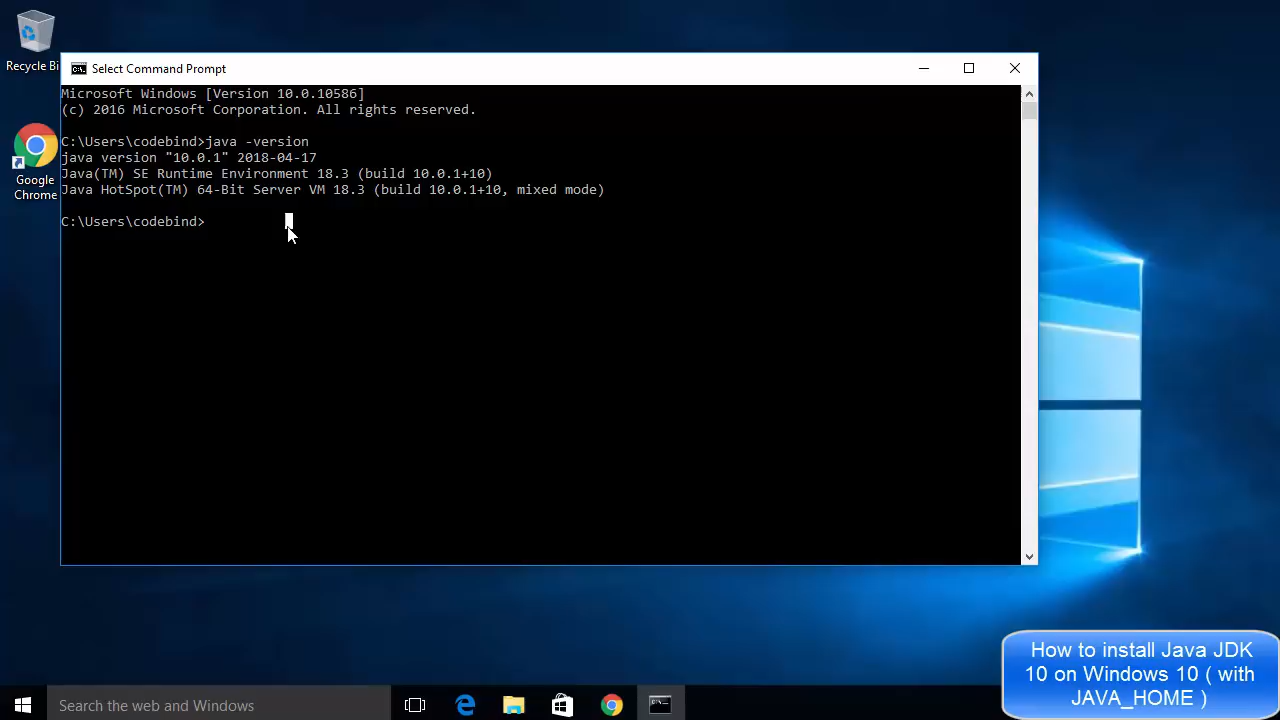 Recycle Bi
Google
Chrome
Select Command Prompt
Microsoft Windows [Version 10.0.10586]
(c) 2016 Microsoft Corporation. All rights reserved.
C:\Users\codebind>java -version
java version "10.0.1" 2018-04-17
Java(TM) SE Runtime Environment 18.3 (build 10.0.1+10)
Java HotSpot(TM) 64-Bit Server VM 18.3 (build 10.0.1+10, mixed mode)
C:\Users\codebind>
How to install Java JDK
10 on Windows 10 ( with
JAVA_HOME )
Search the web and Windows